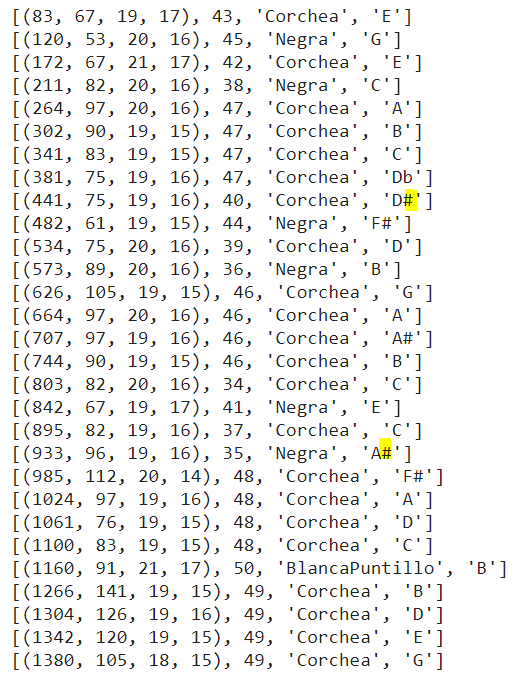 [(83, 67, 19, 17), 43, 'Corchea', 'E']
[(120, 53, 20, 16), 45, 'Negra', 'G']
[(172, 67, 21, 17), 42, 'Corchea', 'E']
[(211, 82, 20, 16), 38, 'Negra', 'C']
[(264, 97, 20, 16), 47, 'Corchea', 'A']
[(302, 90, 19, 15), 47, 'Corchea', 'B']
[(341, 83, 19, 15), 47, 'Corchea', 'C']
[(381, 75, 19, 16), 47, 'Corchea', 'Db']
[(441, 75, 19, 16), 40, 'Corchea', 'D#']
[(482, 61, 19, 15), 44, 'Negra', 'F#']
[(534, 75, 20, 16), 39, 'Corchea', 'D']
[(573, 89, 20, 16), 36, 'Negra', 'B']
[(626, 105, 19, 15), 46, 'Corchea', 'G']
[(664, 97, 20, 16), 46, 'Corchea', 'A']
[(707, 97, 19, 16), 46, 'Corchea', 'A#']
[(744, 90, 19, 15), 46, 'Corchea', 'B']
[(803, 82, 20, 16), 34, 'Corchea', 'C']
[(842, 67, 19, 17), 41, 'Negra', 'E']
[(895, 82, 19, 16), 37, 'Corchea', 'C']
[(933, 96, 19, 16), 35, 'Negra', 'A#']
[(985, 112, 20, 14), 48, 'Corchea', 'F#']
[(1024, 97, 19, 16), 48, 'Corchea', 'A']
[(1061, 76, 19, 15), 48, 'Corchea', 'D']
[(1100, 83, 19, 15), 48, 'Corchea', 'C']
[(1160, 91, 21, 17), 50, 'BlancaPuntillo', 'B']
[(1266, 141, 19, 15), 49, 'Corchea', 'B']
[(1304, 126, 19, 16), 49, 'Corchea', 'D']
[(1342, 120, 19, 15), 49, 'Corchea', 'E']
[(1380, 105, 18, 15), 49, 'Corchea', 'G']